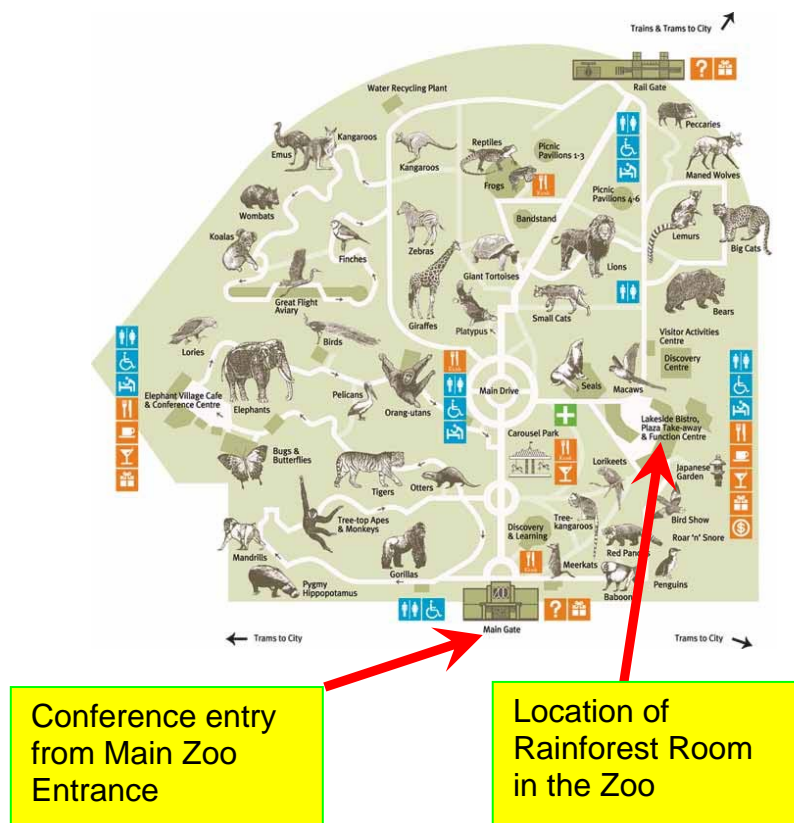 Trains & Trams to City
Rail Gate
Water Recycling Plant
Peccaries
Kangaroos
Emus
Kangaroos
Reptiles
Picnic
Pavilions 1-3
Maned Wolves
Frogs
Kiosk
Picnic
Pavilions 4-6
Wombats
Bandstand
Lemurs
Big Cats
Koalas
Finches
Zebras
Giant Tortoises
Lions
Great Flight
Aviary
Giraffes
Platypus
Small Cats
Bears
Lories
Birds
Visitor Activities
Centre
Discovery
Centre
Elephant Village Cafe
& Conference Centre
Elephants
Pelicans
Orang-utans
Kiosk
Main Drive
Seals
Macaws
Lakeside Bistro,
Plaza Take-away
& Function Centre
Carousel Park
Kiosk
Bugs &
Butterflies
Tigers
Otters
Lorikeets
Japanese
Garden
Tree-top Apes
& Monkeys
Discovery
& Learning
Tree-
kangaroos
Bird Show
Roar 'n' Snore
Mandrills
Gorillas
Kiosk
Meerkats
Red Pandas
Pygmy
Hippopotamus
Baboon
Penguins
ZOO
Main Gate
Trams to City
Trams to City
Conference entry
from Main Zoo
Entrance
Location of
Rainforest Room
in the Zoo